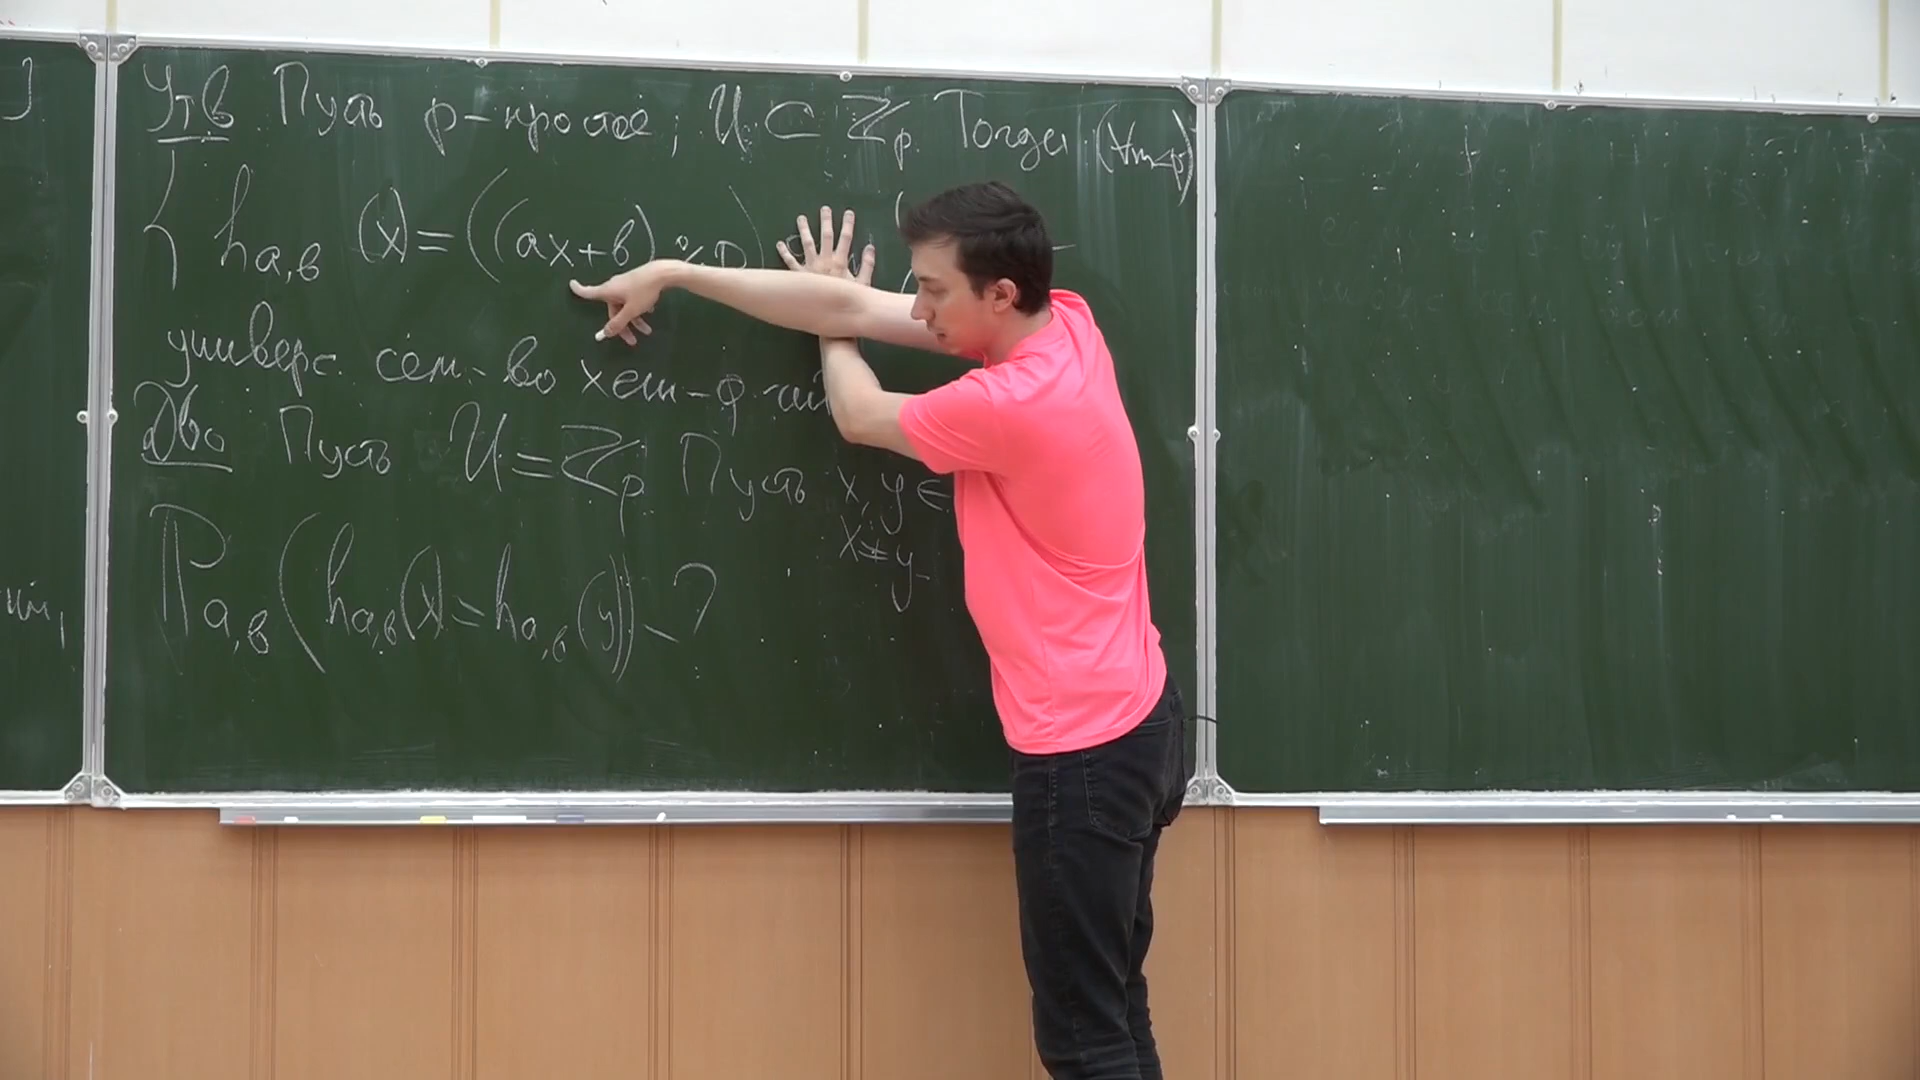 Утв Пусть p-простое; U ⊂ ℤp Тогда (∀m<p)
{ ha,b (x) = ((ax+b) % p)
универс. сем-во хеш-ф-ий
Д-во Пусть U = ℤp Пусть x,y ∈
x ≠ y
Pa,b (ha,b(x) = ha,b(y)) - ?